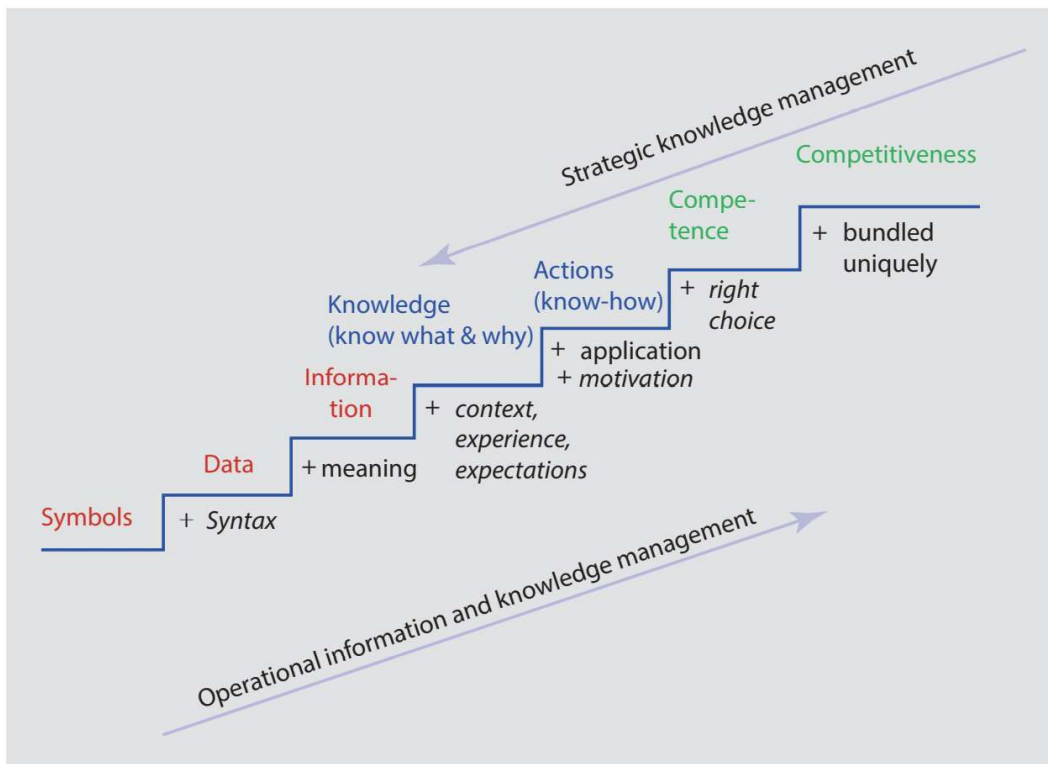 Strategic knowledge management
Competitiveness
Compe-
tence
+ bundled
uniquely
Actions
(know-how)
+ right
choice
Knowledge
(know what & why)
+ application
+ motivation
Informa-
tion
+ context,
experience,
expectations
Data
+ meaning
Symbols
+ Syntax
Operational information and knowledge management